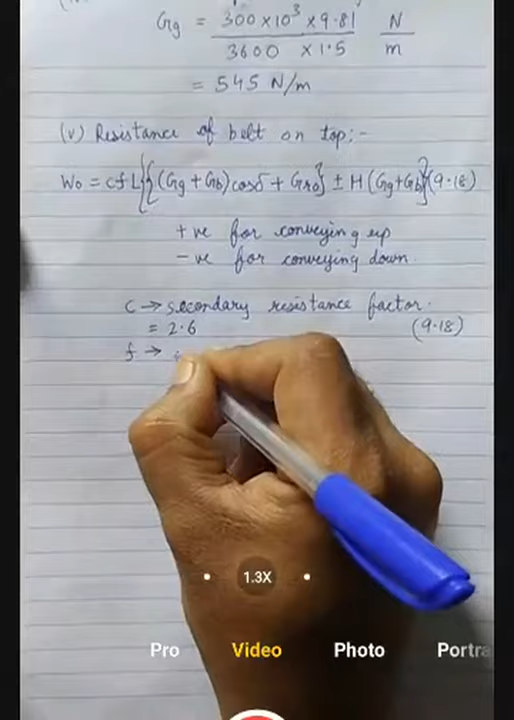 Gg = 300 × 10³ × 9.81 / 3600 × 1.5 N/m
= 545 N/m
(v) Resistance of belt on top:-
Wo = cfL{{(Gg + Gb) cosδ + Gro} ± H (Gg+Gb} (9.18)
+ve for conveying up
-ve for conveying down.
c → secondary resistance factor.
= 2.6 (9.18)
f →
1.3X
Pro Video Photo Portra